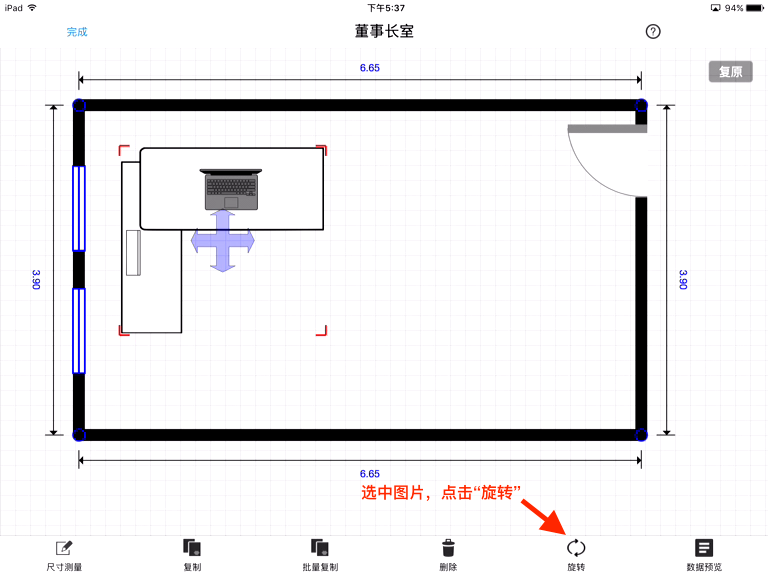 iPad 下午5:37 94%
完成 董事长室 ?
6.65
复原
3.90
3.90
6.65
选中图片，点击“旋转”
尺寸测量 复制 批量复制 删除 旋转 数据预览